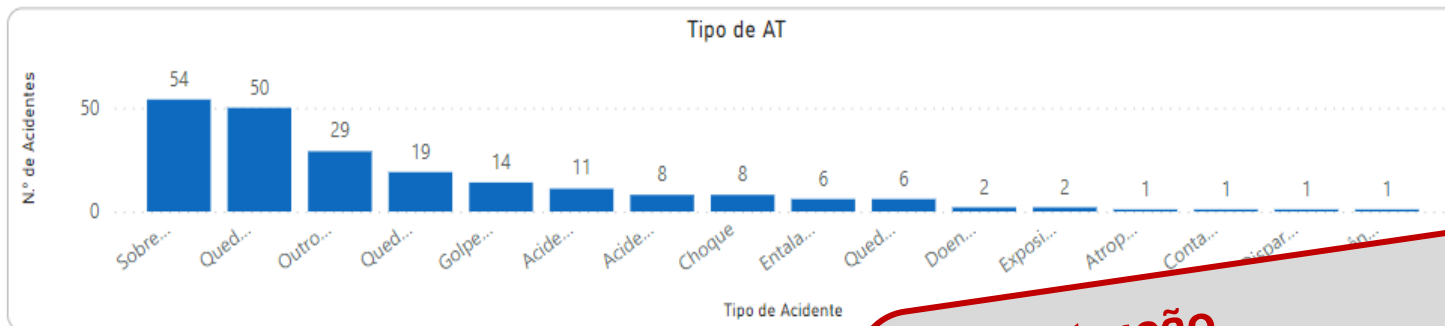 Tipo de AT
N.º de Acidentes
50
0
54 50 29 19 14 11 8 8 6 6 2 2 1 1 1 1
Sobre... Qued... Outro... Qued... Golpe... Acide... Acide... Choque Entala... Qued... Doen... Exposi... Atrop... Conta...
Tipo de Acidente